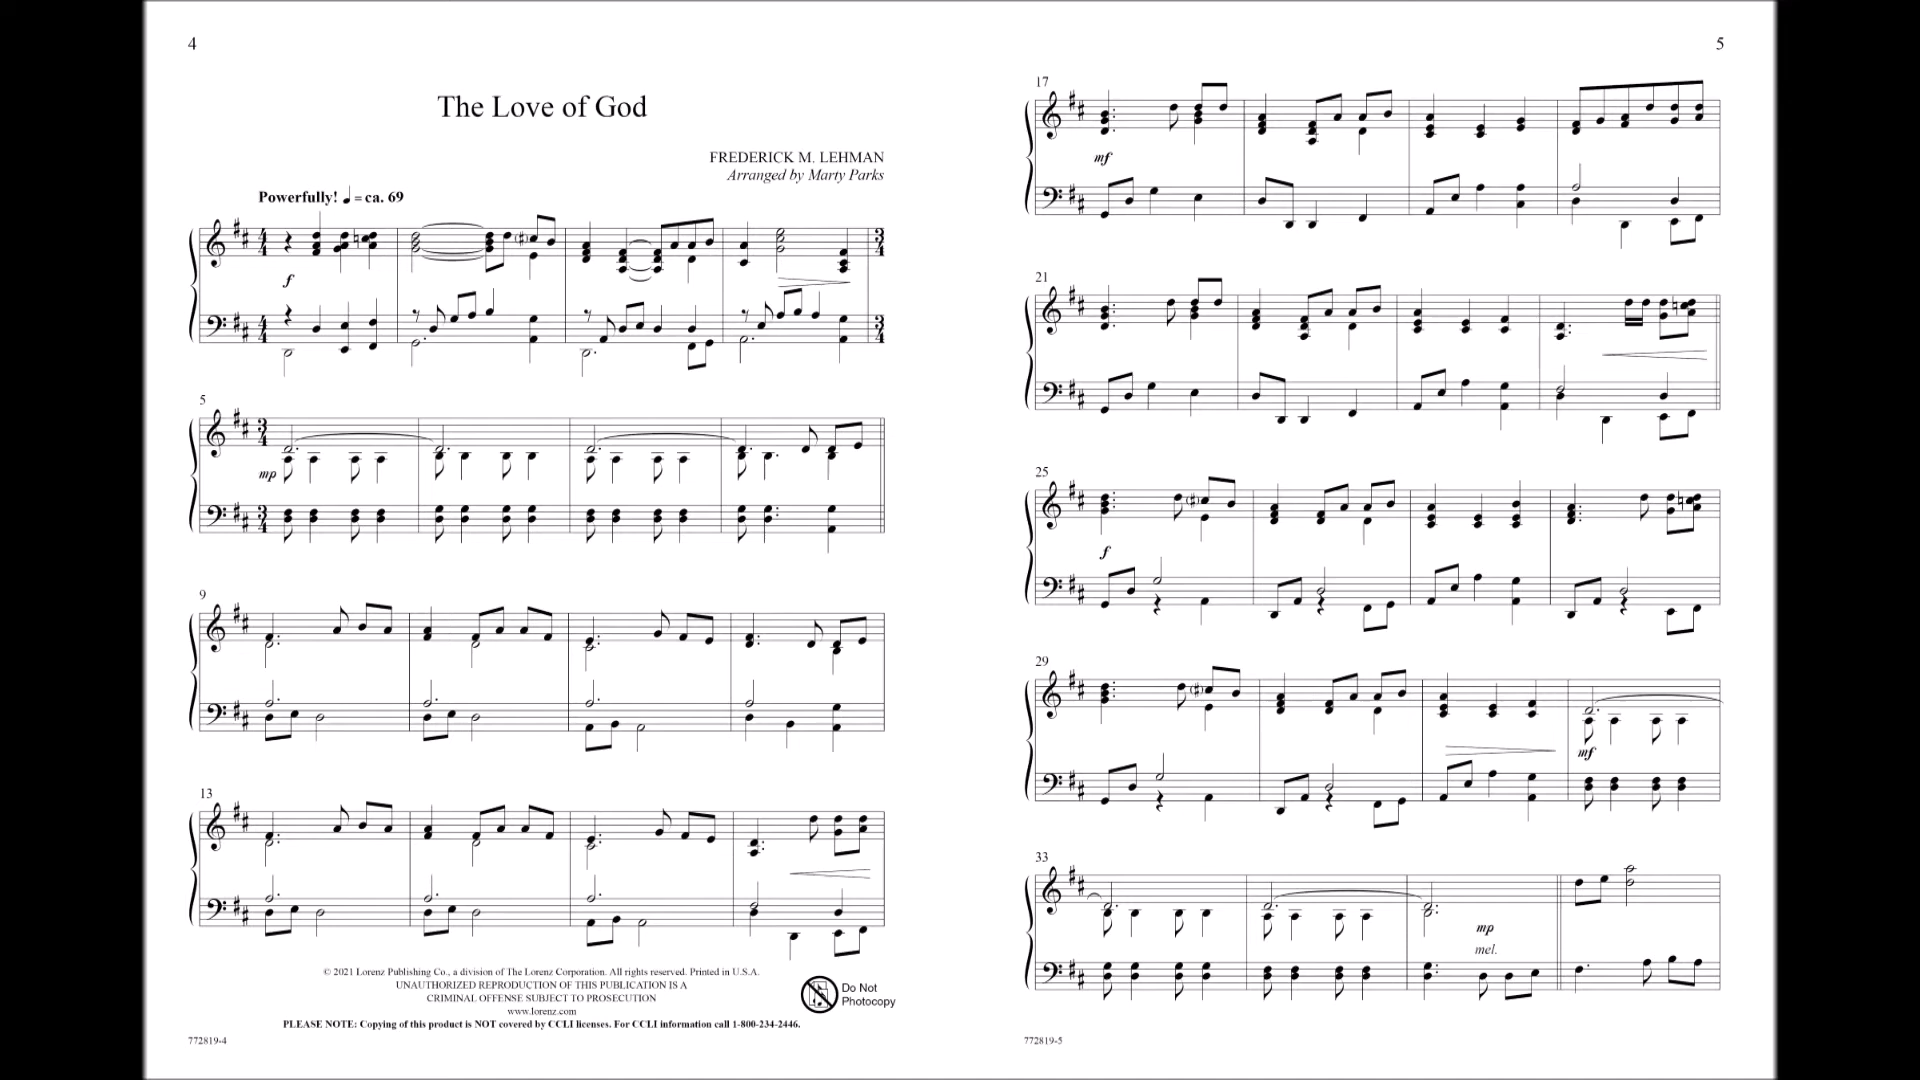 4
The Love of God
FREDERICK M. LEHMAN
Arranged by Marty Parks
Powerfully! ♩ = ca. 69
4 4
f
3 4
5
mp
9
13
© 2021 Lorenz Publishing Co., a division of The Lorenz Corporation. All rights reserved. Printed in U.S.A.
UNAUTHORIZED REPRODUCTION OF THIS PUBLICATION IS A
CRIMINAL OFFENSE SUBJECT TO PROSECUTION
www.lorenz.com
PLEASE NOTE: Copying of this product is NOT covered by CCLI licenses. For CCLI information call 1-800-234-2446.
Do Not
Photocopy
772819-4
5
17
mf
21
25
f
29
mf
33
mp
mel.
772819-5